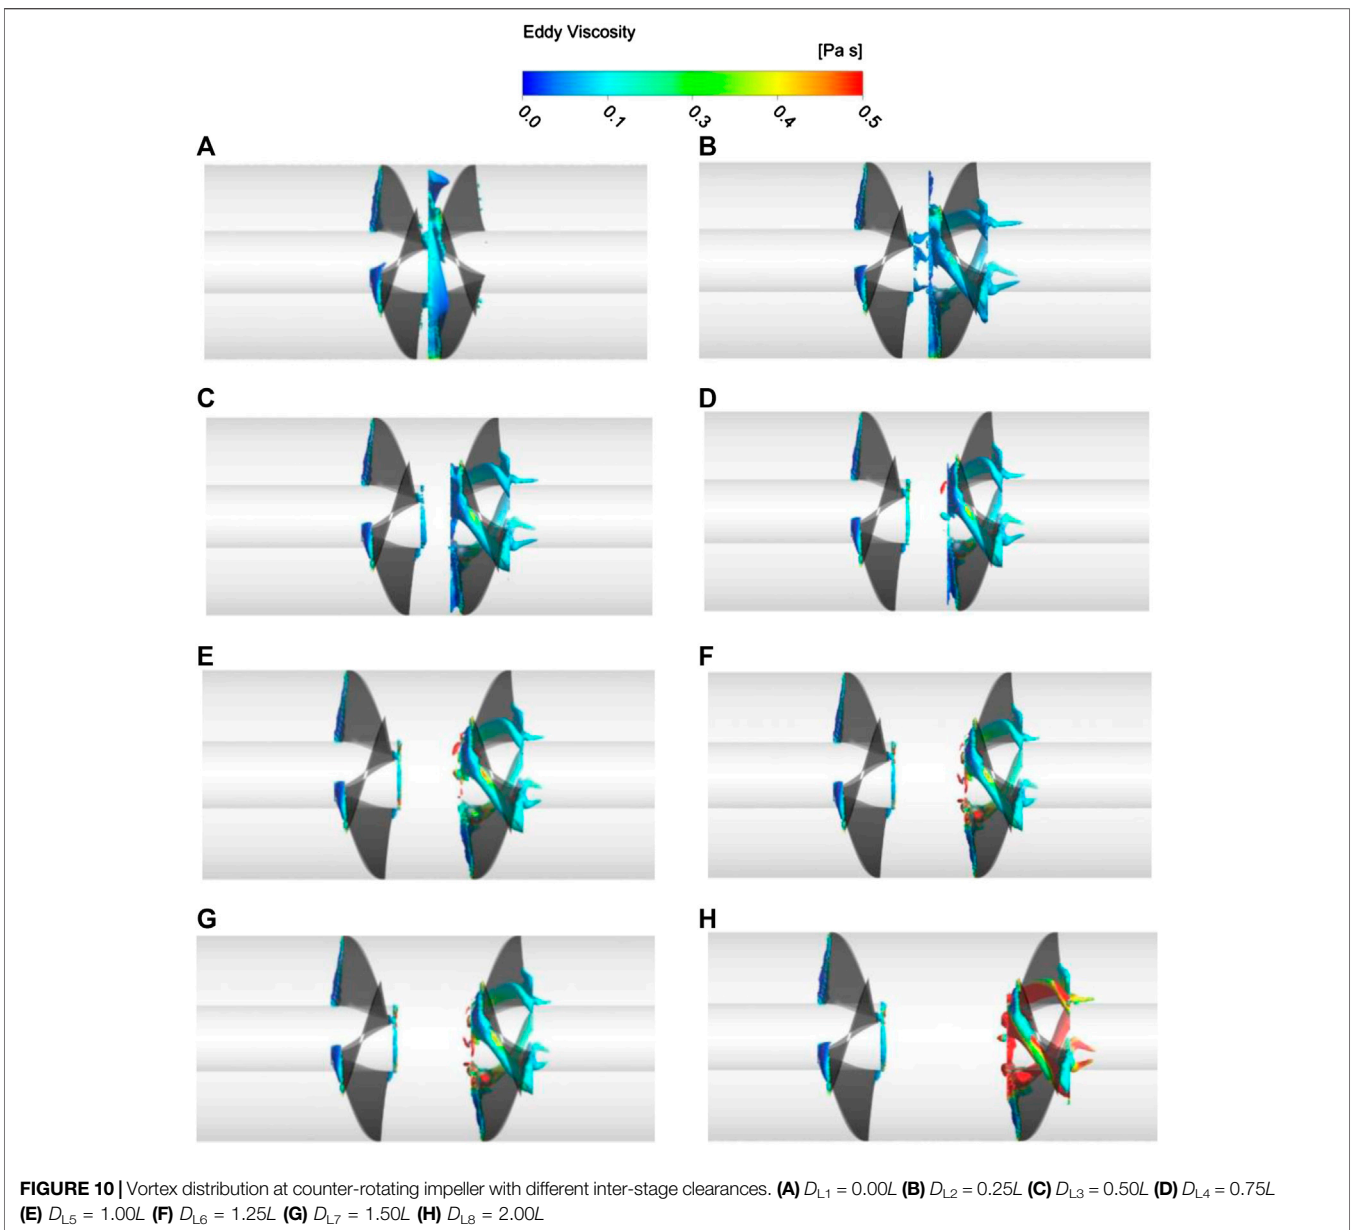 Eddy Viscosity
[Pa s]
0.0 0.1 0.3 0.4 0.5
A B
C D
E F
G H
FIGURE 10 | Vortex distribution at counter-rotating impeller with different inter-stage clearances. (A) DL1 = 0.00L (B) DL2 = 0.25L (C) DL3 = 0.50L (D) DL4 = 0.75L
(E) DL5 = 1.00L (F) DL6 = 1.25L (G) DL7 = 1.50L (H) DL8 = 2.00L